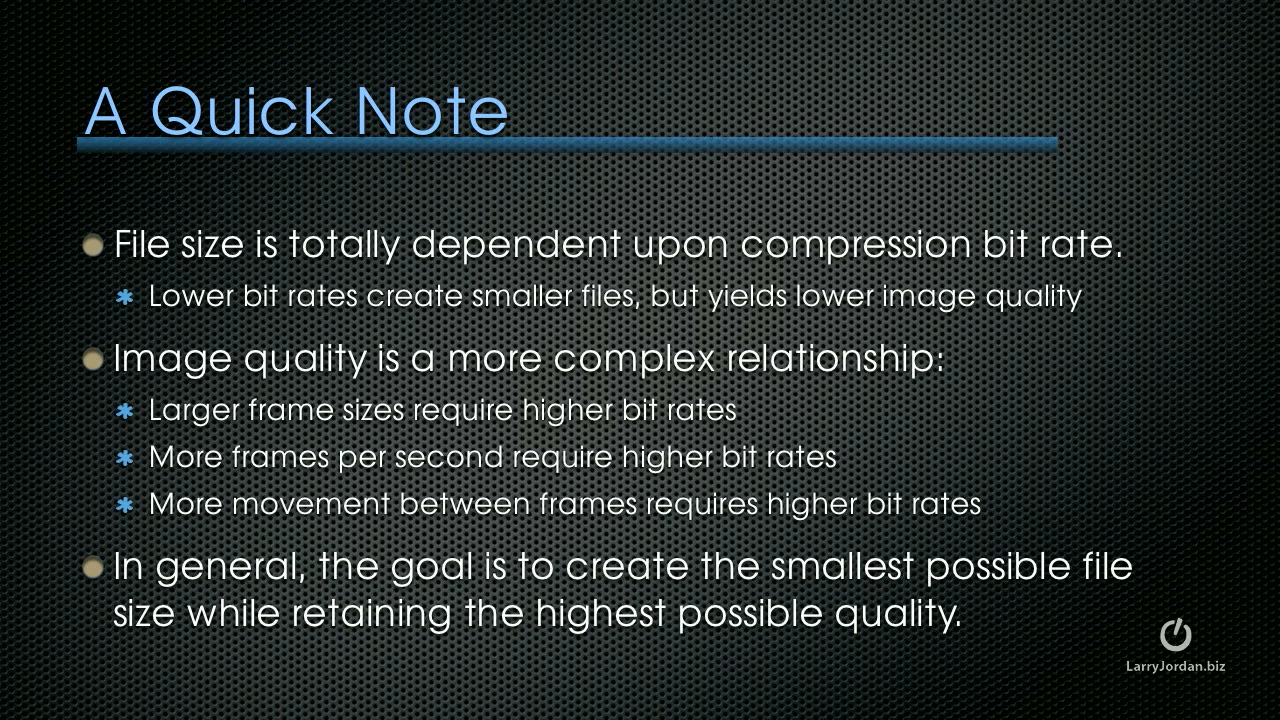 A Quick Note
File size is totally dependent upon compression bit rate.
Lower bit rates create smaller files, but yields lower image quality
Image quality is a more complex relationship:
Larger frame sizes require higher bit rates
More frames per second require higher bit rates
More movement between frames requires higher bit rates
In general, the goal is to create the smallest possible file
size while retaining the highest possible quality.
LarryJordan.biz